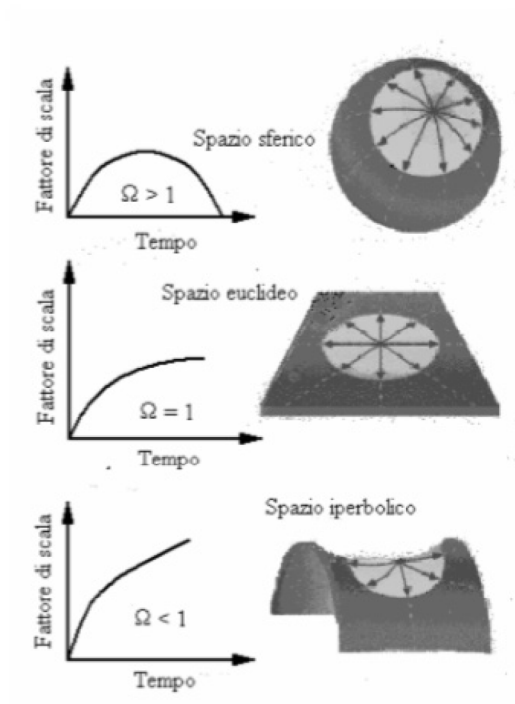 Fattore di scala
Spazio sferico
Ω > 1
Tempo
Fattore di scala
Spazio euclideo
Ω = 1
Tempo
Fattore di scala
Spazio iperbolico
Ω < 1
Tempo